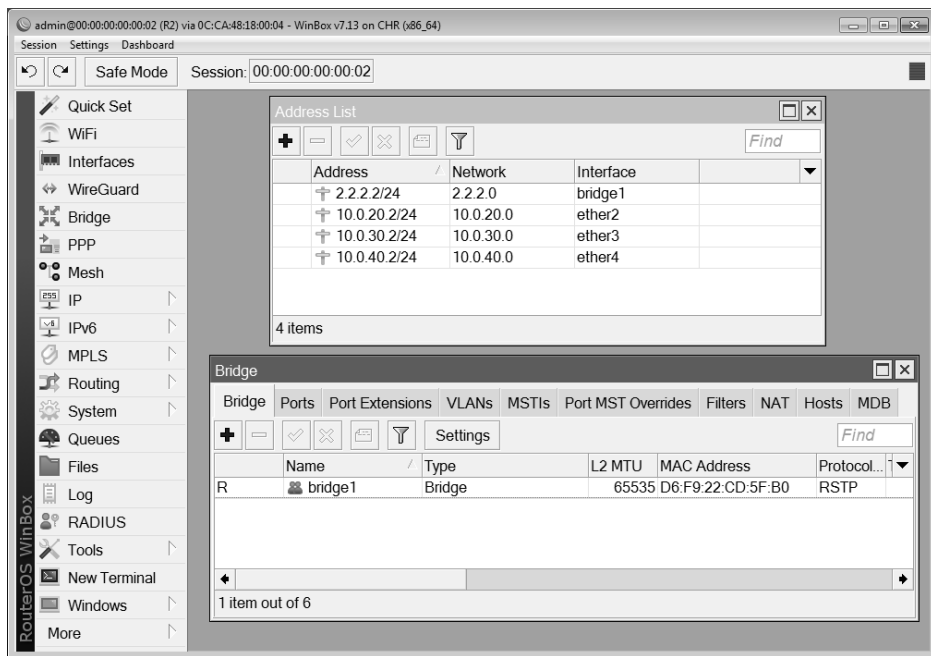 admin@00:00:00:00:00:02 (R2) via 0C:CA:48:18:00:04 - WinBox v7.13 on CHR (x86_64)
Session Settings Dashboard
Safe Mode Session: 00:00:00:00:00:02
Quick Set
WiFi
Interfaces
WireGuard
Bridge
PPP
Mesh
IP
IPv6
MPLS
Routing
System
Queues
Files
Log
RADIUS
Tools
New Terminal
Windows
More
RouterOS WinBox
Address List
Find
Address Network Interface
2.2.2.2/24 2.2.2.0 bridge1
10.0.20.2/24 10.0.20.0 ether2
10.0.30.2/24 10.0.30.0 ether3
10.0.40.2/24 10.0.40.0 ether4
4 items
Bridge
Bridge Ports Port Extensions VLANs MSTIs Port MST Overrides Filters NAT Hosts MDB
Settings Find
Name Type L2 MTU MAC Address Protocol...
R bridge1 Bridge 65535 D6:F9:22:CD:5F:B0 RSTP
1 item out of 6